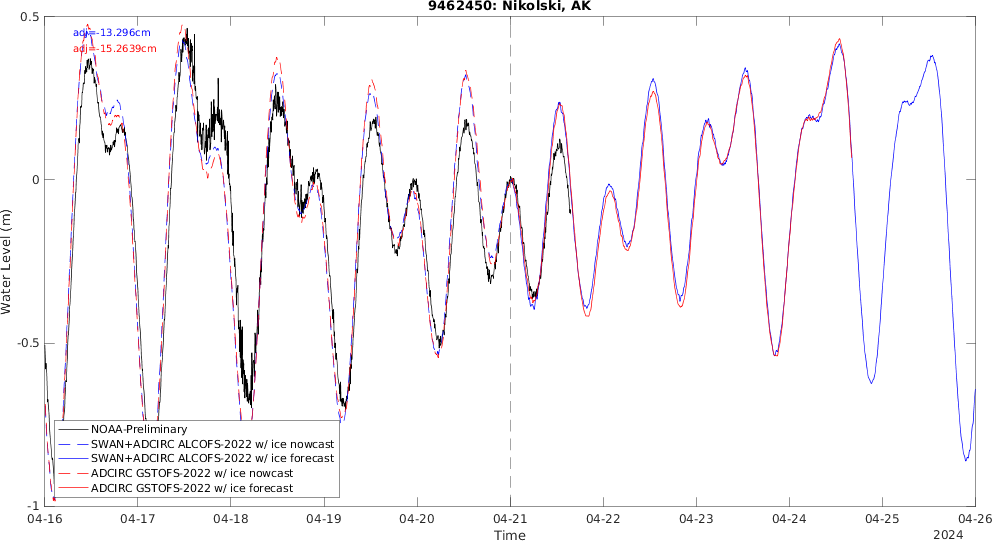 9462450: Nikolski, AK
adj=-13.296cm
adj=-15.2639cm
0.5
0
-0.5
-1
Water Level (m)
NOAA-Preliminary
SWAN+ADCIRC ALCOFS-2022 w/ ice nowcast
SWAN+ADCIRC ALCOFS-2022 w/ ice forecast
ADCIRC GSTOFS-2022 w/ ice nowcast
ADCIRC GSTOFS-2022 w/ ice forecast
04-16 04-17 04-18 04-19 04-20 04-21 04-22 04-23 04-24 04-25 04-26
Time
2024